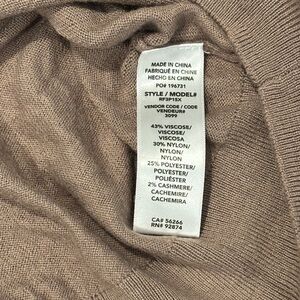 MADE IN CHINA
FABRIQUÉ EN CHINE
HECHO EN CHINA
PO# 196731
STYLE / MODEL#
RF3P15X
VENDOR CODE / CODE
VENDEUR#
3099
43% VISCOSE/
VISCOSE/
VISCOSA
30% NYLON/
NYLON/
NYLON
25% POLYESTER/
POLYESTER/
POLIÉSTER
2% CASHMERE/
CACHEMIRE/
CACHEMIRA
CA# 56266
RN# 92874